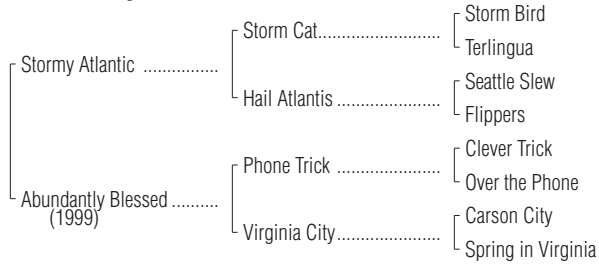 Storm Bird
Storm Cat..........................
Terlingua
Stormy Atlantic ................
Seattle Slew
Hail Atlantis ......................
Flippers
Clever Trick
Phone Trick ......................
Over the Phone
Abundantly Blessed ..........
(1999)
Carson City
Virginia City......................
Spring in Virginia